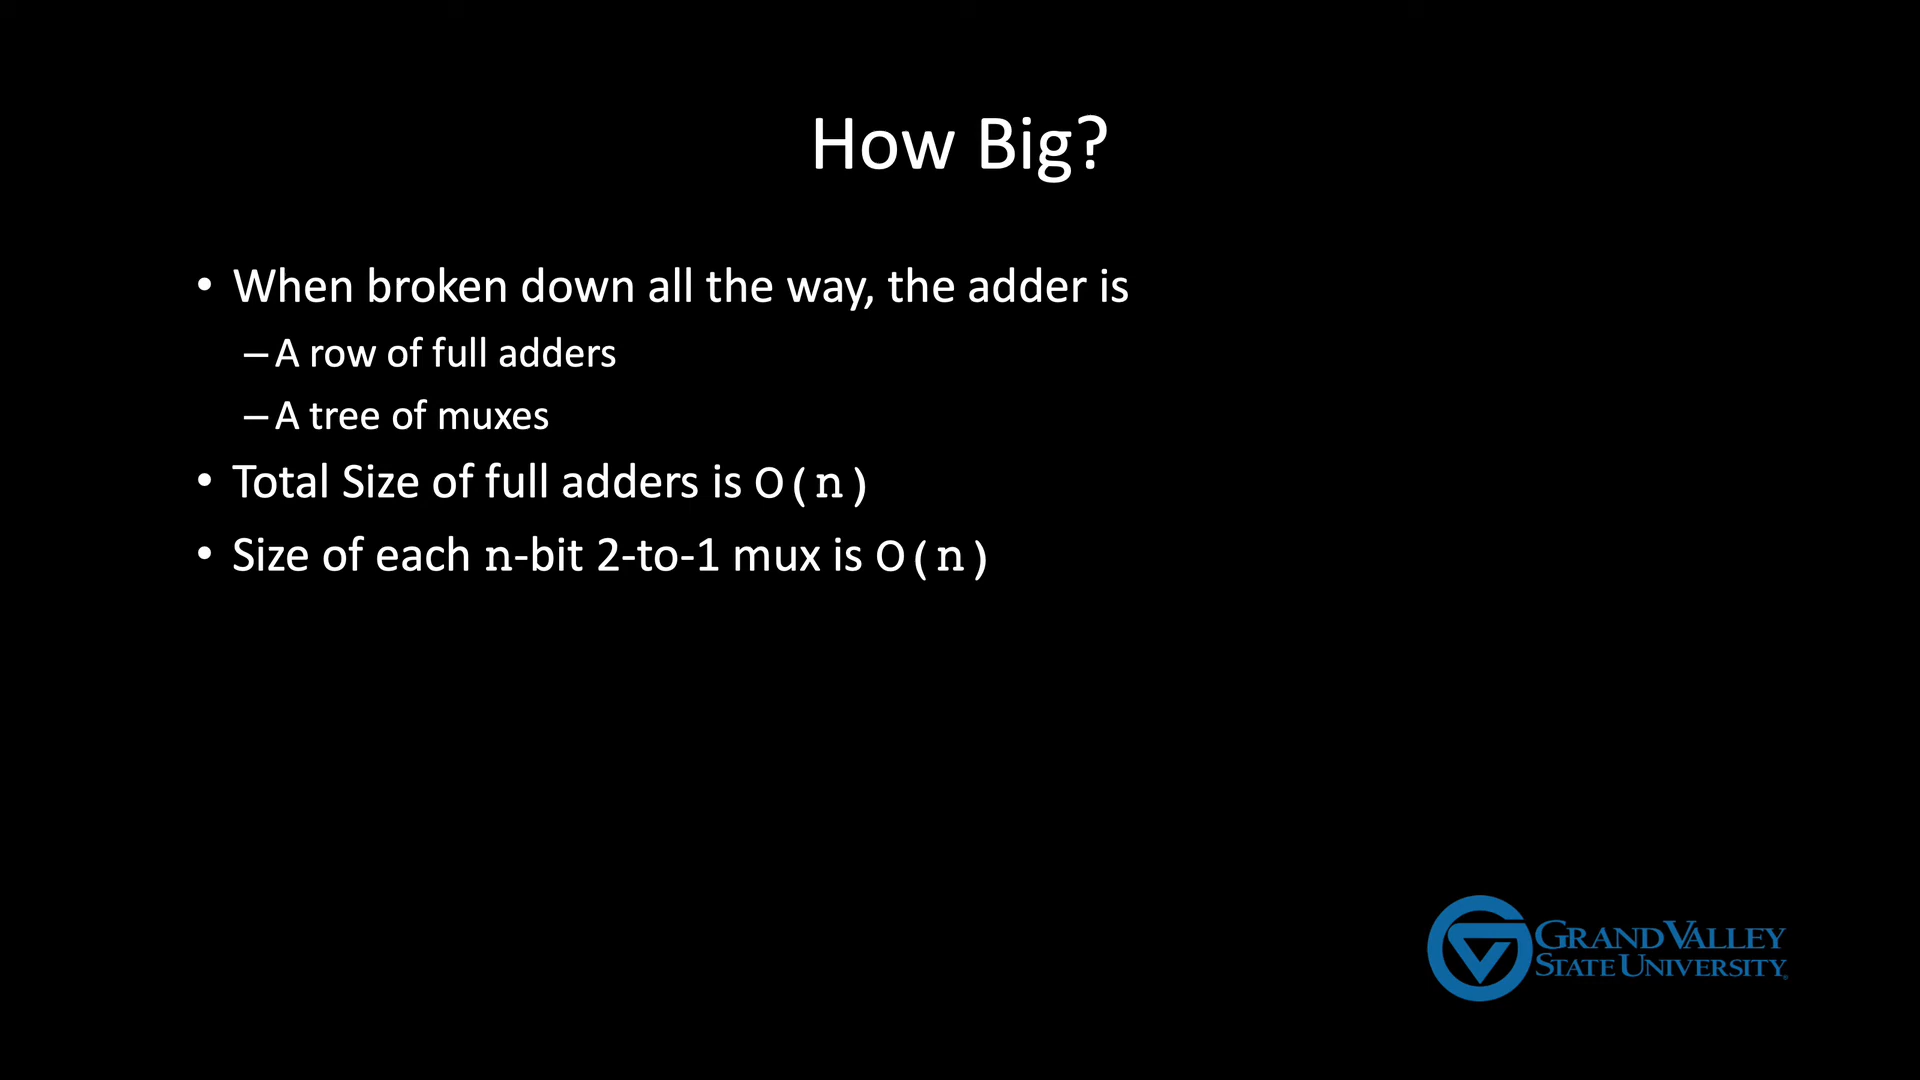 How Big?
• When broken down all the way, the adder is
–A row of full adders
–A tree of muxes
• Total Size of full adders is O(n)
• Size of each n-bit 2-to-1 mux is O(n)
GRAND VALLEY
STATE UNIVERSITY